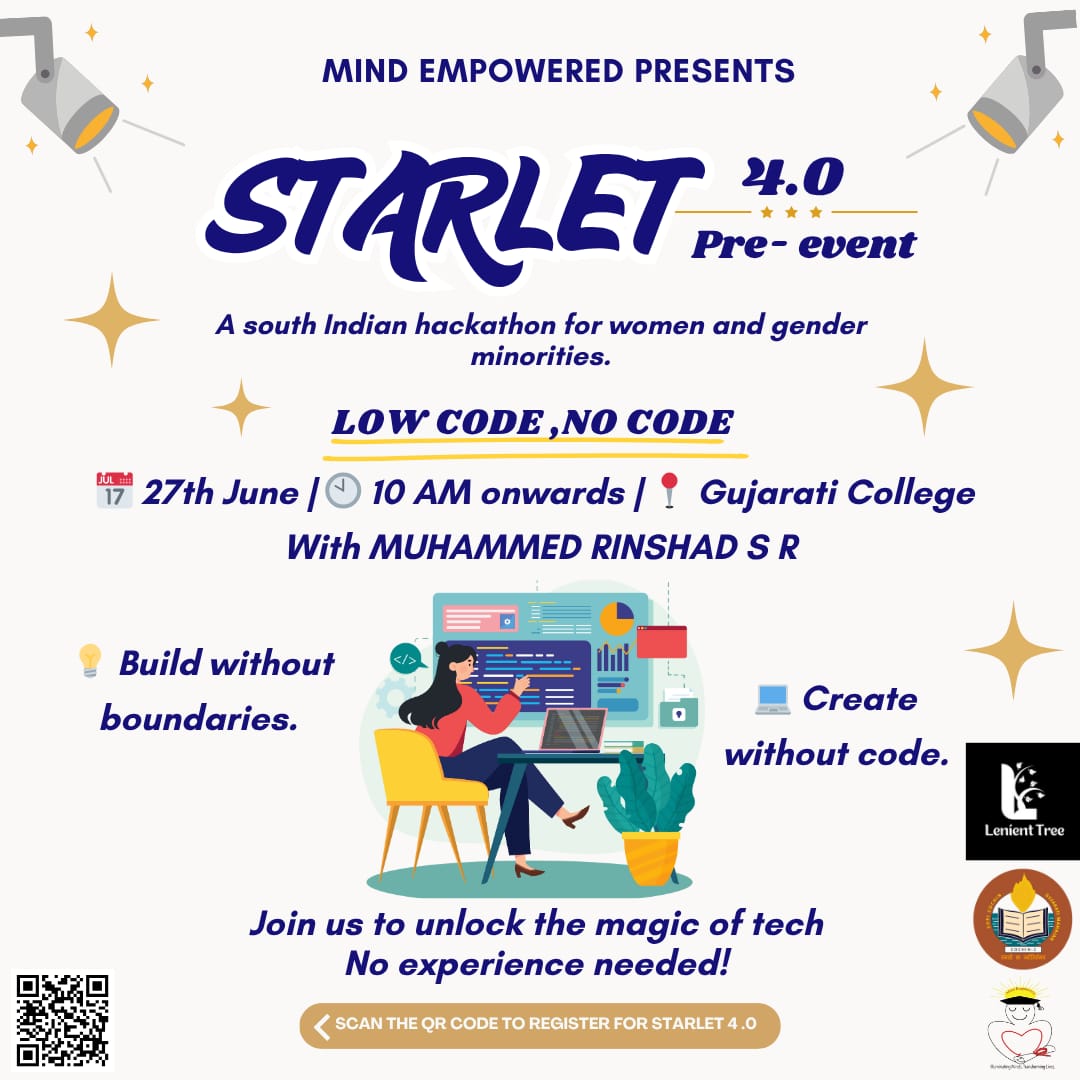 MIND EMPOWERED PRESENTS
STARLET
4.0
Pre- event
A south Indian hackathon for women and gender
minorities.
LOW CODE ,NO CODE
JUL
17
27th June | 10 AM onwards | Gujarati College
With MUHAMMED RINSHAD S R
Build without
boundaries.
</>
Create
without code.
Lenient Tree
Join us to unlock the magic of tech
No experience needed!
SCAN THE QR CODE TO REGISTER FOR STARLET 4 .0